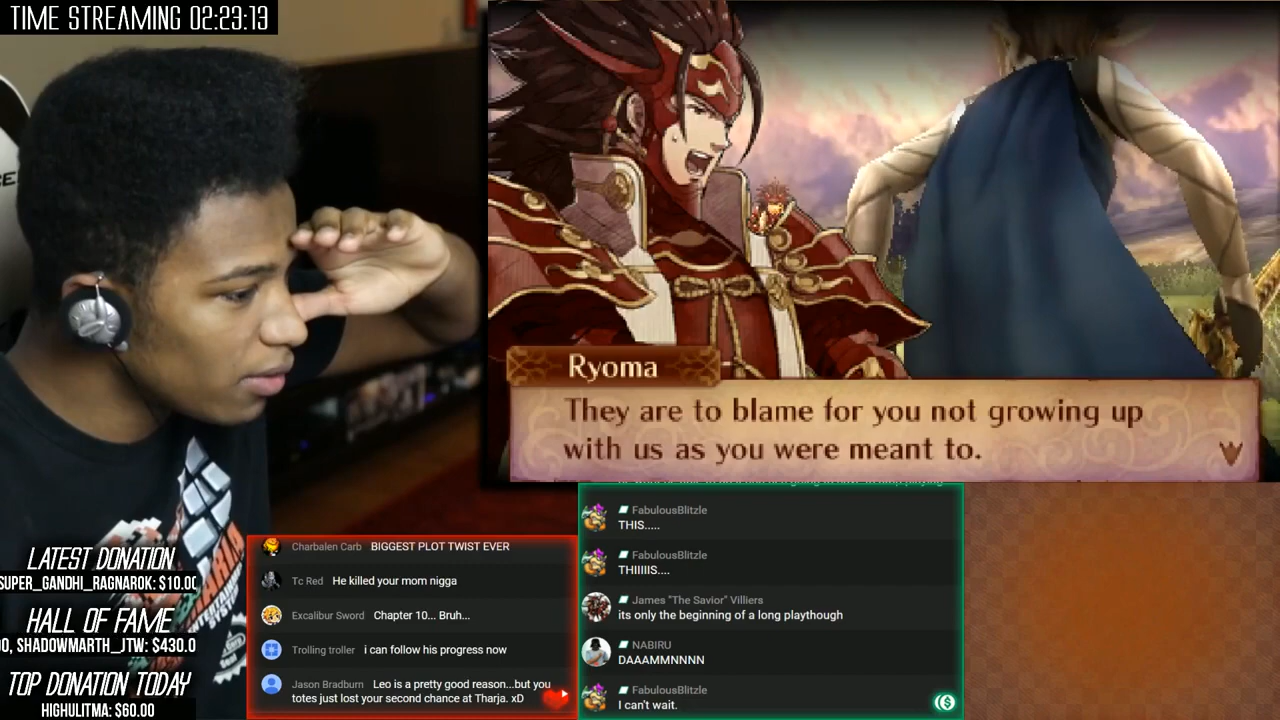 TIME STREAMING 02:23:13
Ryoma
They are to blame for you not growing up
with us as you were meant to.
LATEST DONATION
SUPER_GANDHI_RAGNAROK: $10.00
HALL OF FAME
00, SHADOWMARTH_JTW: $430.0
TOP DONATION TODAY
HIGHULITMA: $60.00
Charbalen Carb BIGGEST PLOT TWIST EVER
Tc Red He killed your mom nigga
Excalibur Sword Chapter 10... Bruh...
Trolling troller i can follow his progress now
Jason Bradburn Leo is a pretty good reason...but you
totes just lost your second chance at Tharja. xD
FabulousBlitzle
THIS.....
FabulousBlitzle
THIIIIIS....
James "The Savior" Villiers
its only the beginning of a long playthough
NABIRU
DAAAMMNNNN
FabulousBlitzle
I can't wait.